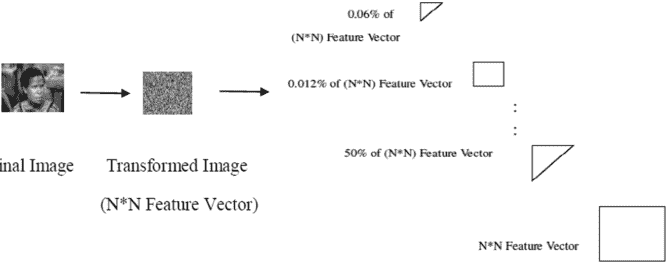 0.06% of
(N*N) Feature Vector
0.012% of (N*N) Feature Vector
:
:
50% of (N*N) Feature Vector
inal Image
Transformed Image
(N*N Feature Vector)
N*N Feature Vector